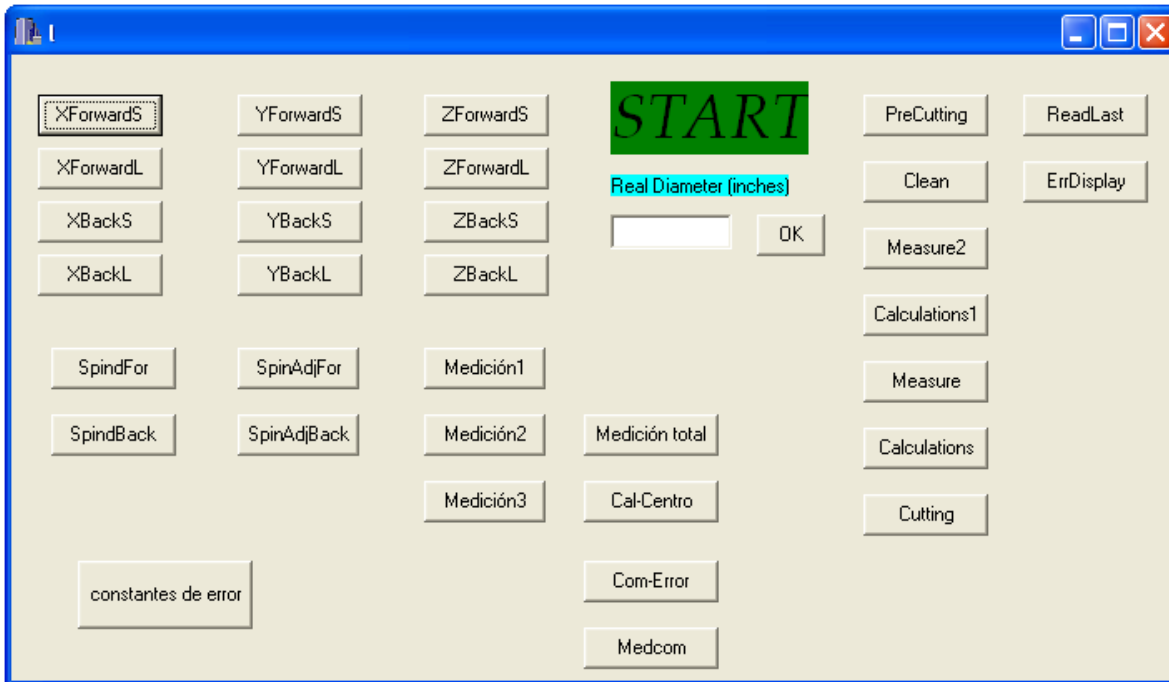 XForwardS
YForwardS
ZForwardS
START
PreCutting
ReadLast
XForwardL
YForwardL
ZForwardL
Real Diameter (inches)
Clean
ErrDisplay
XBackS
YBackS
ZBackS
OK
Measure2
XBackL
YBackL
ZBackL
Calculations1
SpindFor
SpinAdjFor
Medición1
Measure
SpindBack
SpinAdjBack
Medición2
Medición total
Calculations
Medición3
Cal-Centro
Cutting
constantes de error
Com-Error
Medcom